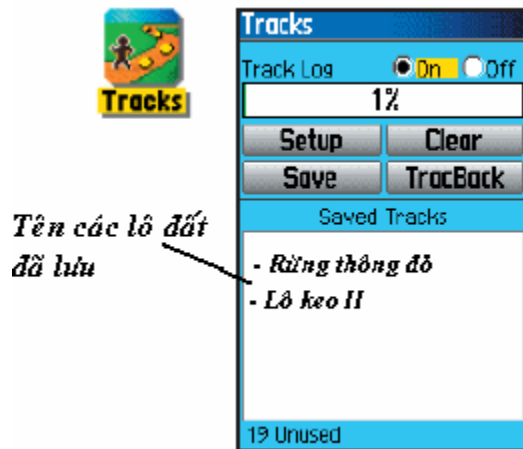 Tracks
Tracks
Track Log On Off
1%
Setup Clear
Save TracBack
Saved Tracks
Tên các lô đất
đã lưu
- Rừng thông đỏ
- Lô keo II
19 Unused